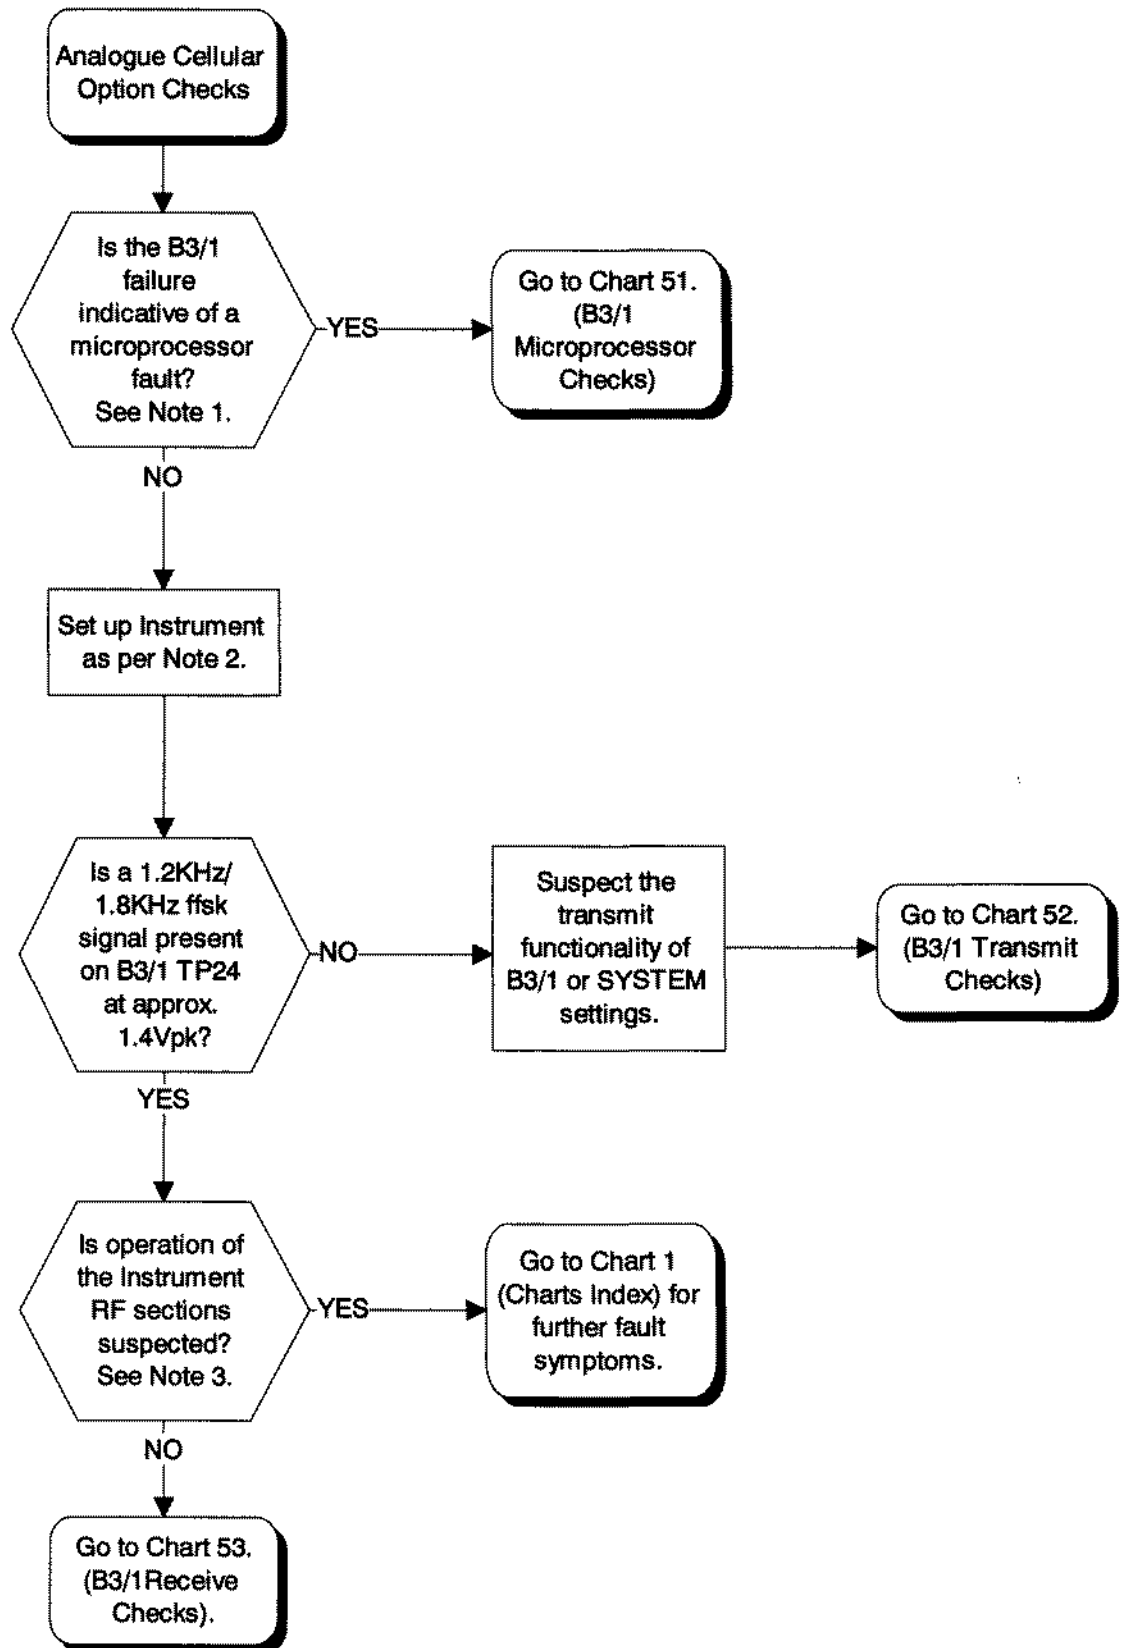 Analogue Cellular
Option Checks
Is the B3/1
failure
indicative of a
microprocessor
fault?
See Note 1.
YES
Go to Chart 51.
(B3/1
Microprocessor
Checks)
NO
Set up Instrument
as per Note 2.
Is a 1.2KHz/
1.8KHz ffsk
signal present
on B3/1 TP24
at approx.
1.4Vpk?
NO
Suspect the
transmit
functionality of
B3/1 or SYSTEM
settings.
Go to Chart 52.
(B3/1 Transmit
Checks)
YES
Is operation of
the Instrument
RF sections
suspected?
See Note 3.
YES
Go to Chart 1
(Charts Index) for
further fault
symptoms.
NO
Go to Chart 53.
(B3/1Receive
Checks).